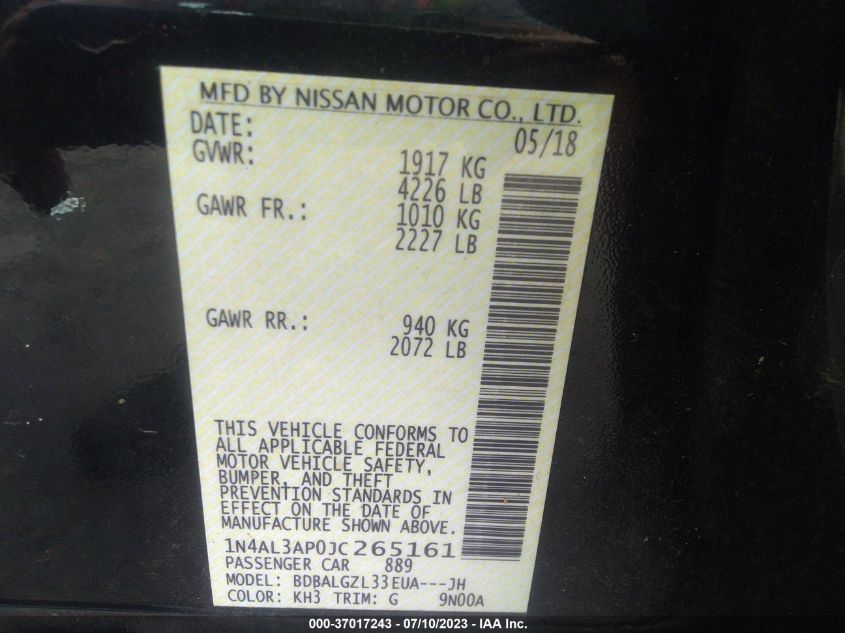 MFD BY NISSAN MOTOR CO., LTD.
DATE: 05/18
GVWR: 1917 KG
4226 LB
GAWR FR.: 1010 KG
2227 LB
GAWR RR.: 940 KG
2072 LB
THIS VEHICLE CONFORMS TO
ALL APPLICABLE FEDERAL
MOTOR VEHICLE SAFETY,
BUMPER, AND THEFT
PREVENTION STANDARDS IN
EFFECT ON THE DATE OF
MANUFACTURE SHOWN ABOVE.
1N4AL3AP0JC265161
PASSENGER CAR 889
MODEL: BDBALGZL33EUA---JH
COLOR: KH3 TRIM: G 9N00A
000-37017243 - 07/10/2023 - IAA Inc.